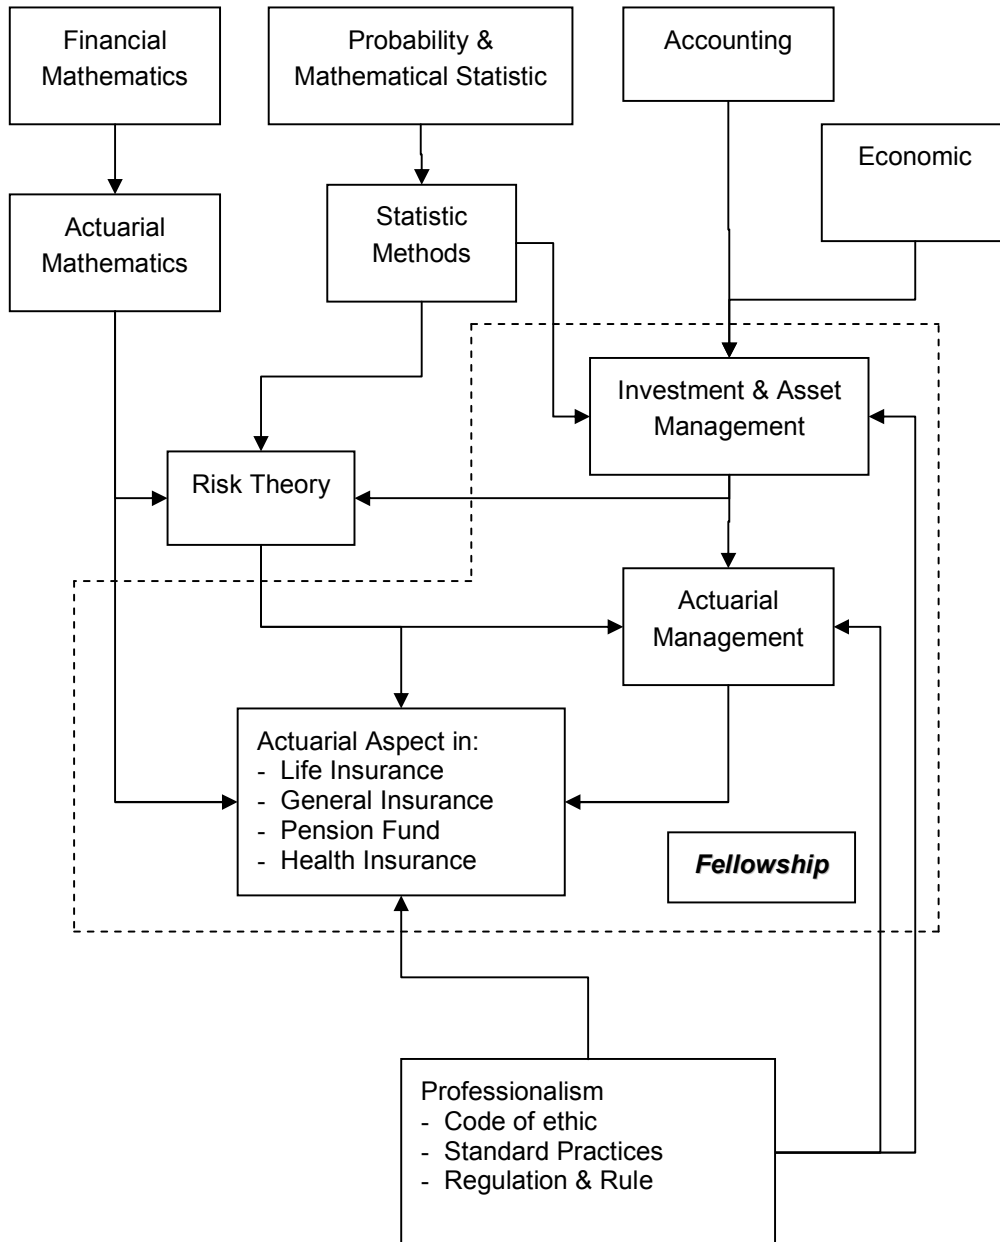 Financial
Mathematics
Probability &
Mathematical Statistic
Accounting
Economic
Actuarial
Mathematics
Statistic
Methods
Investment & Asset
Management
Risk Theory
Actuarial
Management
Actuarial Aspect in:
- Life Insurance
- General Insurance
- Pension Fund
- Health Insurance
Fellowship
Professionalism
- Code of ethic
- Standard Practices
- Regulation & Rule